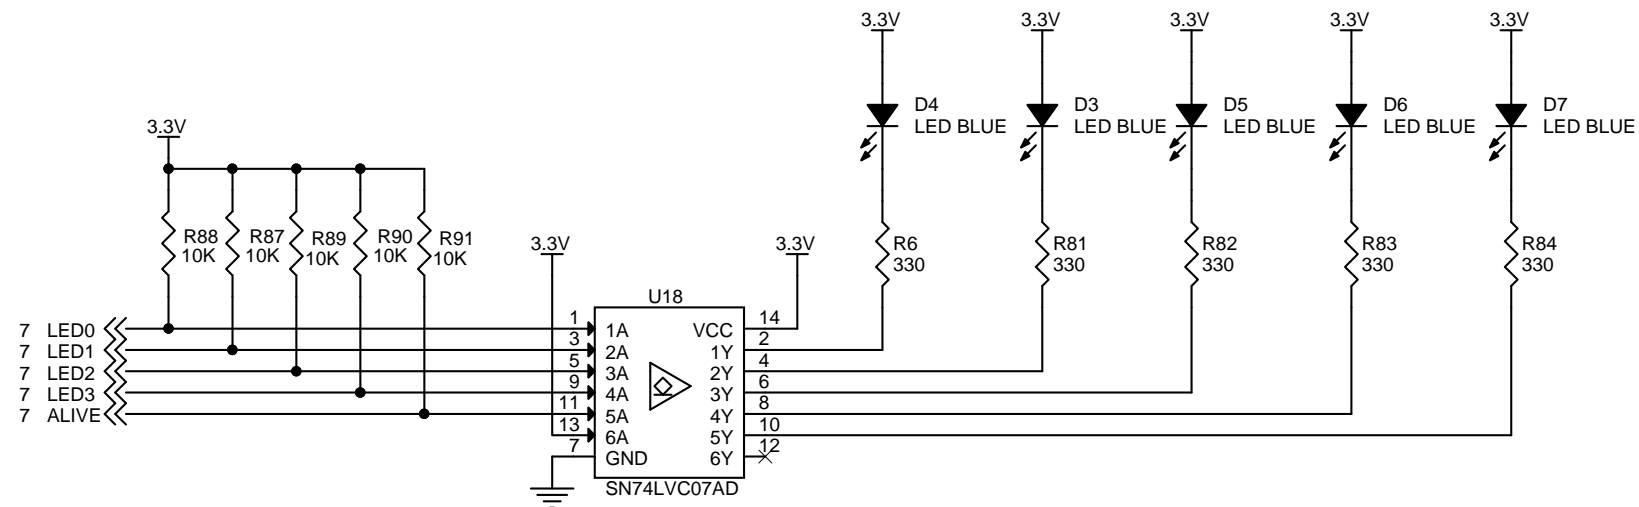 3.3V 3.3V 3.3V 3.3V 3.3V
D4 D3 D5 D6 D7
LED BLUE LED BLUE LED BLUE LED BLUE LED BLUE
3.3V
R88 R87 R89 R90 R91
10K 10K 10K 10K 10K
3.3V 3.3V
R6 R81 R82 R83 R84
330 330 330 330 330
U18
7 LED0 1 1A VCC 14
7 LED1 3 2A 1Y 2
7 LED2 5 3A 2Y 4
7 LED3 9 4A 3Y 6
7 ALIVE 11 5A 4Y 8
13 6A 5Y 10
7 GND 6Y 12
SN74LVC07AD